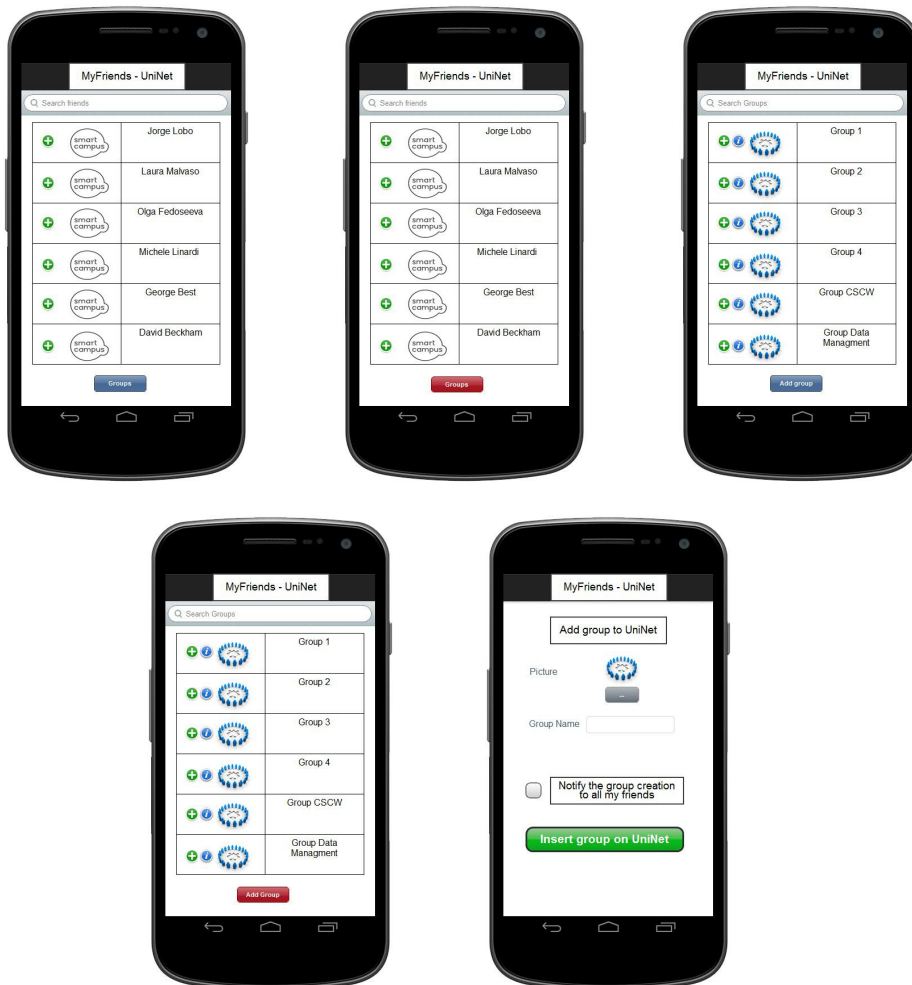 MyFriends - UniNet
Search friends
smart
campus
Jorge Lobo
smart
campus
Laura Malvaso
smart
campus
Olga Fedoseeva
smart
campus
Michele Linardi
smart
campus
George Best
smart
campus
David Beckham
Groups
MyFriends - UniNet
Search friends
smart
campus
Jorge Lobo
smart
campus
Laura Malvaso
smart
campus
Olga Fedoseeva
smart
campus
Michele Linardi
smart
campus
George Best
smart
campus
David Beckham
Groups
MyFriends - UniNet
Search Groups
i
Group 1
i
Group 2
i
Group 3
i
Group 4
i
Group CSCW
i
Group Data
Managment
Add group
MyFriends - UniNet
Search Groups
i
Group 1
i
Group 2
i
Group 3
i
Group 4
i
Group CSCW
i
Group Data
Managment
Add Group
MyFriends - UniNet
Add group to UniNet
Picture
...
Group Name
Notify the group creation
to all my friends
Insert group on UniNet